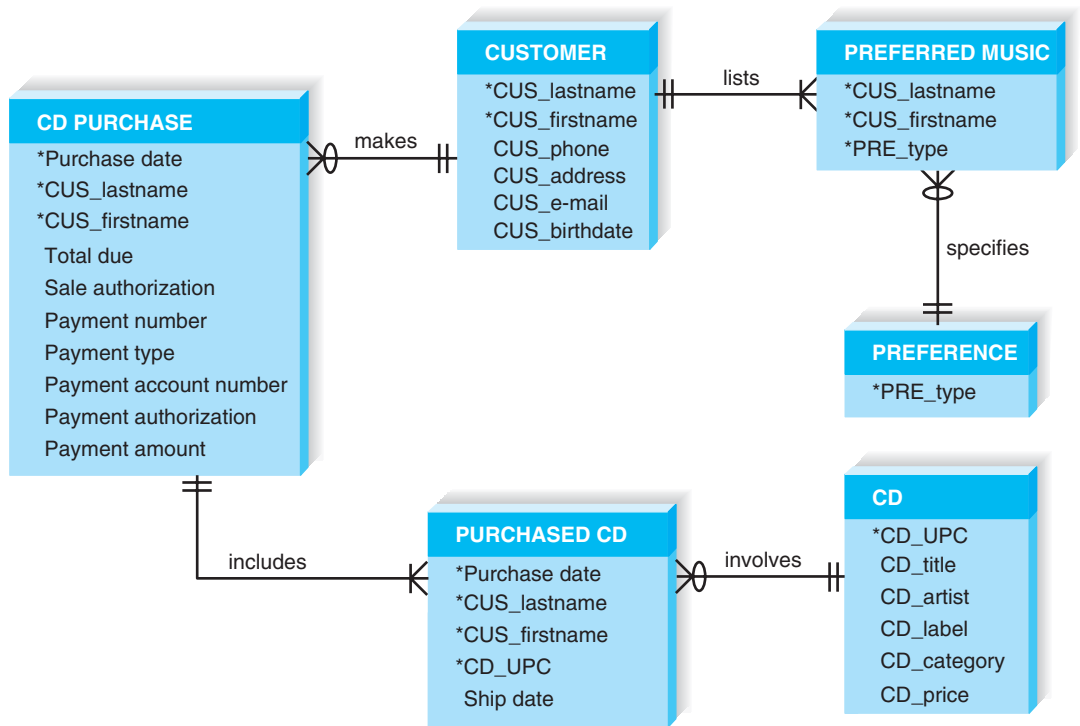 CD PURCHASE
*Purchase date
*CUS_lastname
*CUS_firstname
Total due
Sale authorization
Payment number
Payment type
Payment account number
Payment authorization
Payment amount
makes
CUSTOMER
*CUS_lastname
*CUS_firstname
CUS_phone
CUS_address
CUS_e-mail
CUS_birthdate
lists
PREFERRED MUSIC
*CUS_lastname
*CUS_firstname
*PRE_type
specifies
PREFERENCE
*PRE_type
includes
PURCHASED CD
*Purchase date
*CUS_lastname
*CUS_firstname
*CD_UPC
Ship date
involves
CD
*CD_UPC
CD_title
CD_artist
CD_label
CD_category
CD_price